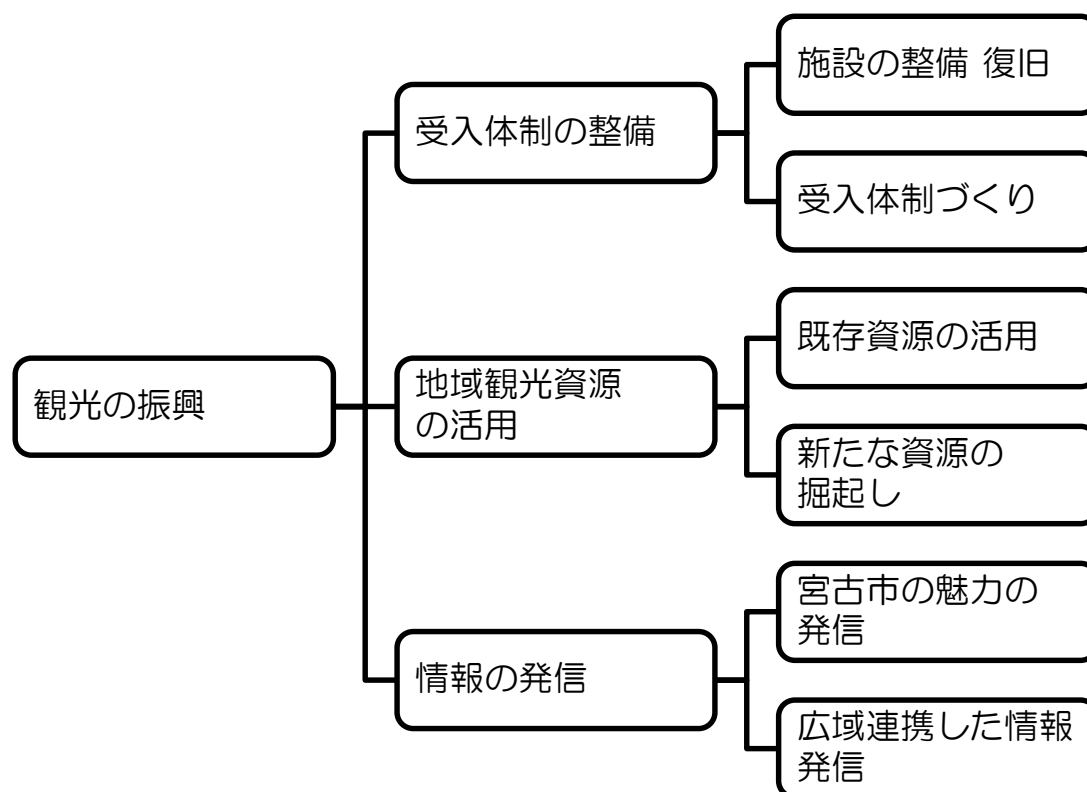 観光の振興
受入体制の整備
施設の整備 復旧
受入体制づくり
地域観光資源
の活用
既存資源の活用
新たな資源の
掘起し
情報の発信
宮古市の魅力の
発信
広域連携した情報
発信